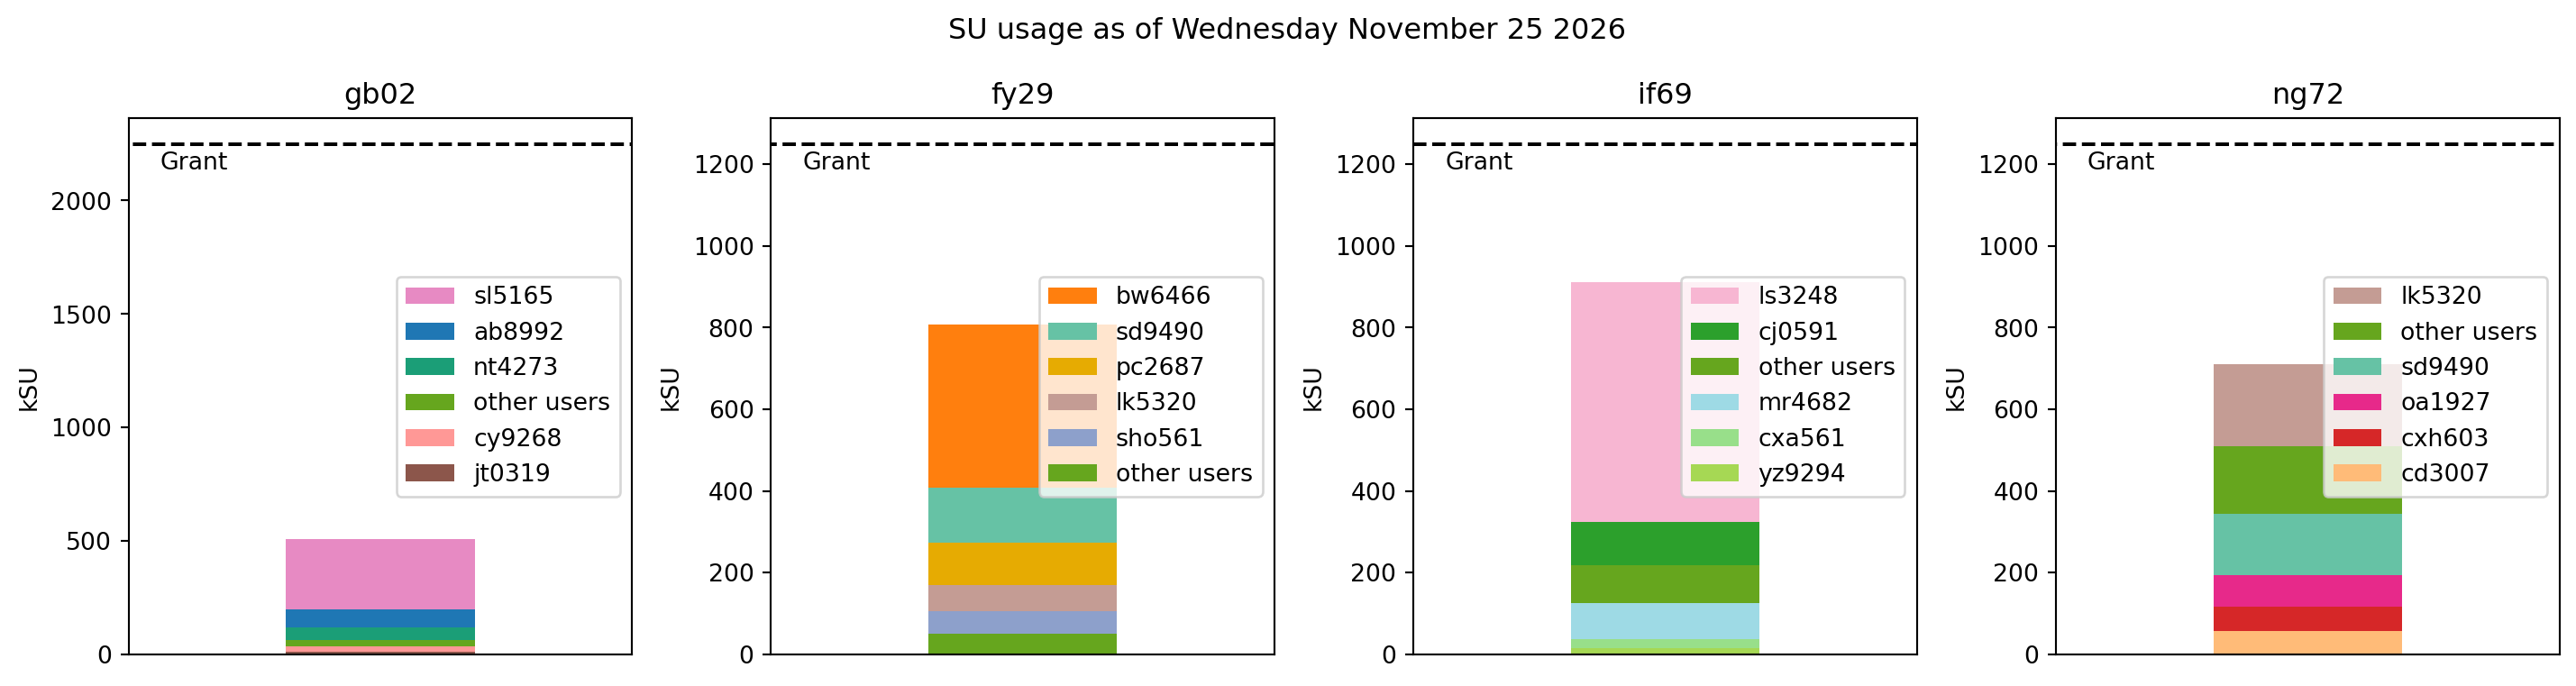 SU usage as of Wednesday November 25 2026
gb02
Grant
2000
1500
1000
500
0
kSU
sl5165
ab8992
nt4273
other users
cy9268
jt0319
fy29
Grant
1200
1000
800
600
400
200
0
kSU
bw6466
sd9490
pc2687
lk5320
sho561
other users
if69
Grant
1200
1000
800
600
400
200
0
kSU
ls3248
cj0591
other users
mr4682
cxa561
yz9294
ng72
Grant
1200
1000
800
600
400
200
0
kSU
lk5320
other users
sd9490
oa1927
cxh603
cd3007